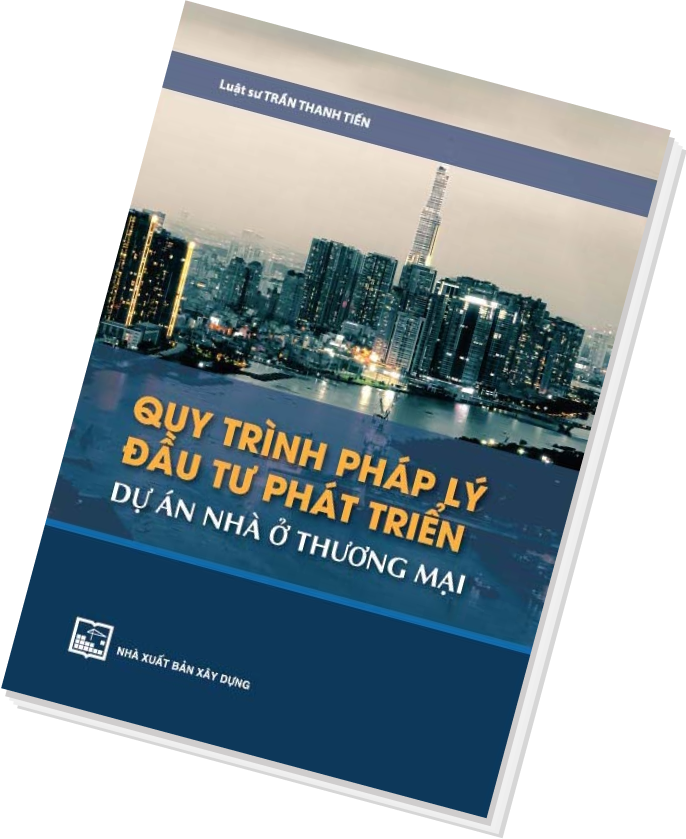 Luật sư TRẦN THANH TIẾN
QUY TRÌNH PHÁP LÝ
ĐẦU TƯ PHÁT TRIỂN
DỰ ÁN NHÀ Ở THƯƠNG MẠI
NHÀ XUẤT BẢN XÂY DỰNG